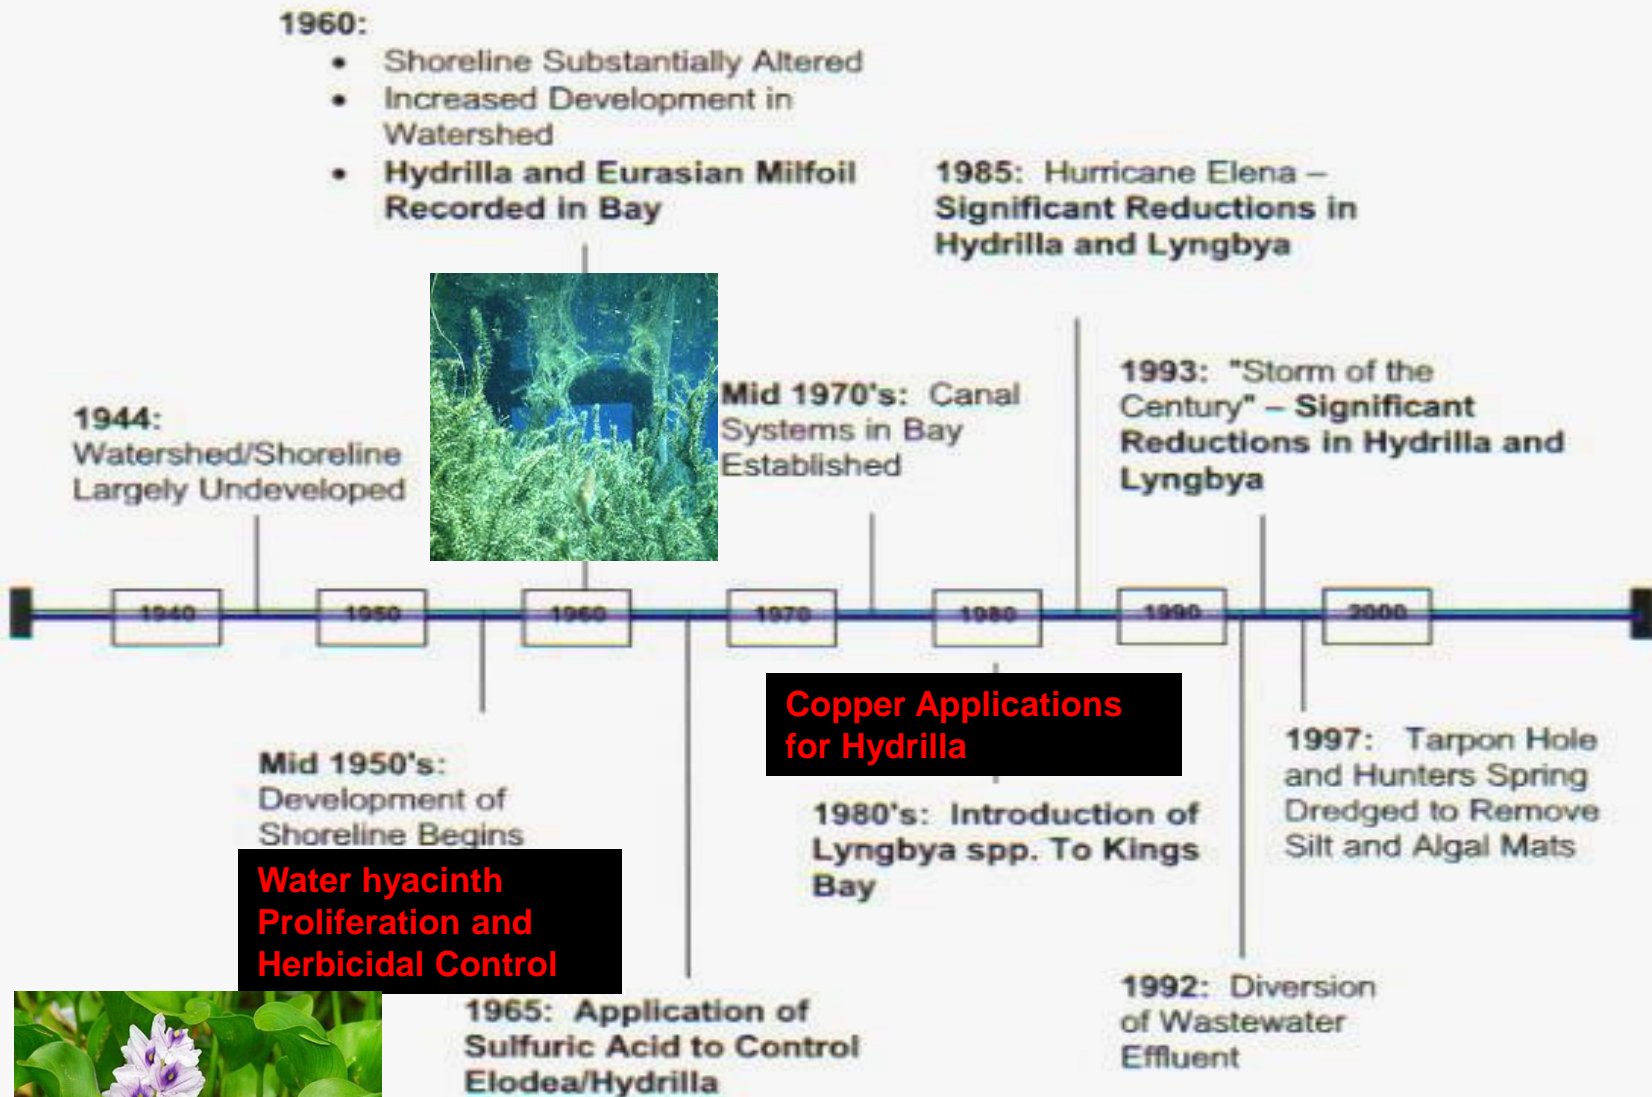 1960:
• Shoreline Substantially Altered
• Increased Development in
Watershed
• Hydrilla and Eurasian Milfoil
Recorded in Bay
1985: Hurricane Elena –
Significant Reductions in
Hydrilla and Lyngbya
1944:
Watershed/Shoreline
Largely Undeveloped
Mid 1970's: Canal
Systems in Bay
Established
1993: "Storm of the
Century" – Significant
Reductions in Hydrilla and
Lyngbya
1940 1950 1960 1970 1980 1990 2000
Mid 1950's:
Development of
Shoreline Begins
Water hyacinth
Proliferation and
Herbicidal Control
1965: Application of
Sulfuric Acid to Control
Elodea/Hydrilla
Copper Applications
for Hydrilla
1980's: Introduction of
Lyngbya spp. To Kings
Bay
1992: Diversion
of Wastewater
Effluent
1997: Tarpon Hole
and Hunters Spring
Dredged to Remove
Silt and Algal Mats